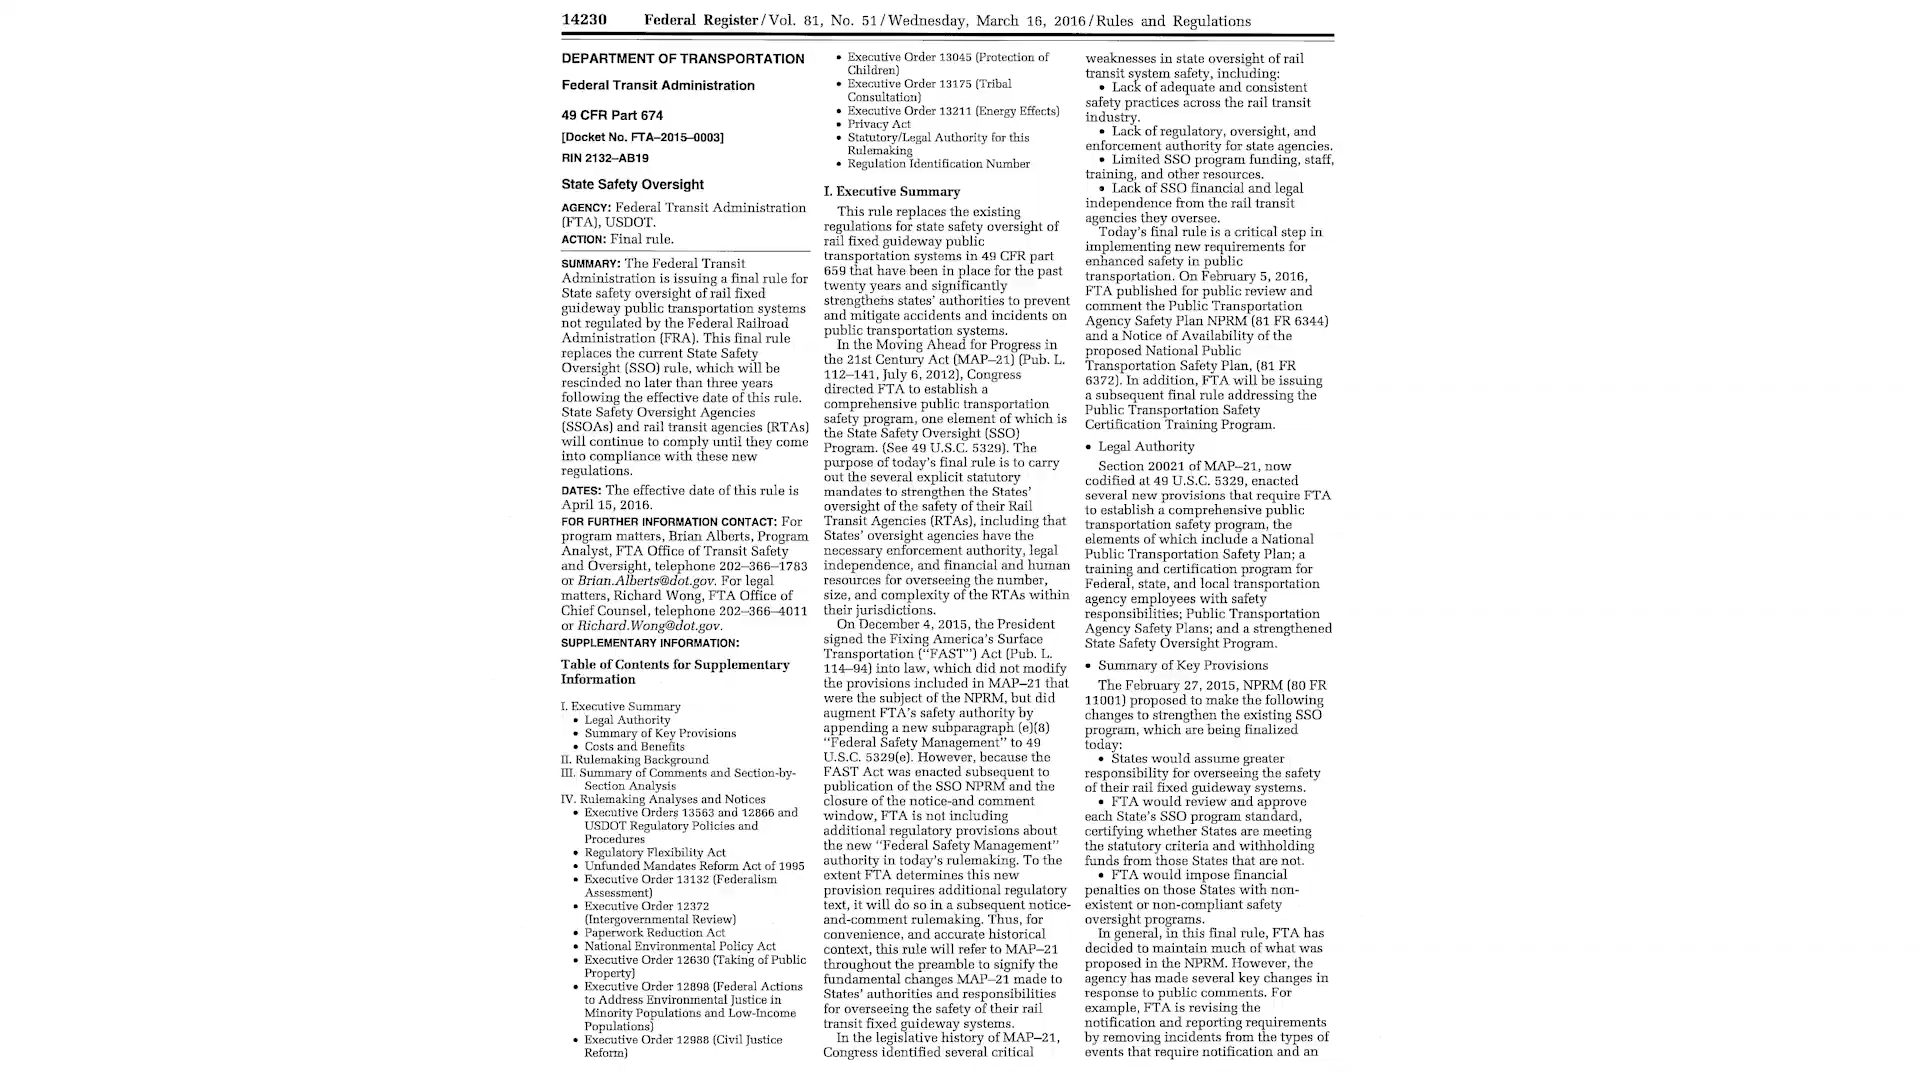 14230 Federal Register / Vol. 81, No. 51 / Wednesday, March 16, 2016 / Rules and Regulations
DEPARTMENT OF TRANSPORTATION
Federal Transit Administration
49 CFR Part 674
[Docket No. FTA–2015–0003]
RIN 2132–AB19
State Safety Oversight
AGENCY: Federal Transit Administration
(FTA), USDOT.
ACTION: Final rule.
SUMMARY: The Federal Transit
Administration is issuing a final rule for
State safety oversight of rail fixed
guideway public transportation systems
not regulated by the Federal Railroad
Administration (FRA). This final rule
replaces the current State Safety
Oversight (SSO) rule, which will be
rescinded no later than three years
following the effective date of this rule.
State Safety Oversight Agencies
(SSOAs) and rail transit agencies (RTAs)
will continue to comply until they come
into compliance with these new
regulations.
DATES: The effective date of this rule is
April 15, 2016.
FOR FURTHER INFORMATION CONTACT: For
program matters, Brian Alberts, Program
Analyst, FTA Office of Transit Safety
and Oversight, telephone 202–366–1783
or Brian.Alberts@dot.gov. For legal
matters, Richard Wong, FTA Office of
Chief Counsel, telephone 202–366–4011
or Richard.Wong@dot.gov.
SUPPLEMENTARY INFORMATION:
Table of Contents for Supplementary
Information
I. Executive Summary
• Legal Authority
• Summary of Key Provisions
• Costs and Benefits
II. Rulemaking Background
III. Summary of Comments and Section-by-
Section Analysis
IV. Rulemaking Analyses and Notices
• Executive Orders 13563 and 12866 and
USDOT Regulatory Policies and
Procedures
• Regulatory Flexibility Act
• Unfunded Mandates Reform Act of 1995
• Executive Order 13132 (Federalism
Assessment)
• Executive Order 12372
(Intergovernmental Review)
• Paperwork Reduction Act
• National Environmental Policy Act
• Executive Order 12630 (Taking of Public
Property)
• Executive Order 12898 (Federal Actions
to Address Environmental Justice in
Minority Populations and Low-Income
Populations)
• Executive Order 12988 (Civil Justice
Reform)
• Executive Order 13045 (Protection of
Children)
• Executive Order 13175 (Tribal
Consultation)
• Executive Order 13211 (Energy Effects)
• Privacy Act
• Statutory/Legal Authority for this
Rulemaking
• Regulation Identification Number
I. Executive Summary
This rule replaces the existing
regulations for state safety oversight of
rail fixed guideway public
transportation systems in 49 CFR part
659 that have been in place for the past
twenty years and significantly
strengthens states' authorities to prevent
and mitigate accidents and incidents on
public transportation systems.
In the Moving Ahead for Progress in
the 21st Century Act (MAP–21) (Pub. L.
112–141, July 6, 2012), Congress
directed FTA to establish a
comprehensive public transportation
safety program, one element of which is
the State Safety Oversight (SSO)
Program. (See 49 U.S.C. 5329). The
purpose of today's final rule is to carry
out the several explicit statutory
mandates to strengthen the States'
oversight of the safety of their Rail
Transit Agencies (RTAs), including that
States' oversight agencies have the
necessary enforcement authority, legal
independence, and financial and human
resources for overseeing the number,
size, and complexity of the RTAs within
their jurisdictions.
On December 4, 2015, the President
signed the Fixing America's Surface
Transportation ("FAST") Act (Pub. L.
114–94) into law, which did not modify
the provisions included in MAP–21 that
were the subject of the NPRM, but did
augment FTA's safety authority by
appending a new subparagraph (e)(8)
"Federal Safety Management" to 49
U.S.C. 5329(e). However, because the
FAST Act was enacted subsequent to
publication of the SSO NPRM and the
closure of the notice-and comment
window, FTA is not including
additional regulatory provisions about
the new "Federal Safety Management"
authority in today's rulemaking. To the
extent FTA determines this new
provision requires additional regulatory
text, it will do so in a subsequent notice-
and-comment rulemaking. Thus, for
convenience, and accurate historical
context, this rule will refer to MAP–21
throughout the preamble to signify the
fundamental changes MAP–21 made to
States' authorities and responsibilities
for overseeing the safety of their rail
transit fixed guideway systems.
In the legislative history of MAP–21,
Congress identified several critical
weaknesses in state oversight of rail
transit system safety, including:
• Lack of adequate and consistent
safety practices across the rail transit
industry.
• Lack of regulatory, oversight, and
enforcement authority for state agencies.
• Limited SSO program funding, staff,
training, and other resources.
• Lack of SSO financial and legal
independence from the rail transit
agencies they oversee.
Today's final rule is a critical step in
implementing new requirements for
enhanced safety in public
transportation. On February 5, 2016,
FTA published for public review and
comment the Public Transportation
Agency Safety Plan NPRM (81 FR 6344)
and a Notice of Availability of the
proposed National Public
Transportation Safety Plan, (81 FR
6372). In addition, FTA will be issuing
a subsequent final rule addressing the
Public Transportation Safety
Certification Training Program.
• Legal Authority
Section 20021 of MAP–21, now
codified at 49 U.S.C. 5329, enacted
several new provisions that require FTA
to establish a comprehensive public
transportation safety program, the
elements of which include a National
Public Transportation Safety Plan; a
training and certification program for
Federal, state, and local transportation
agency employees with safety
responsibilities; Public Transportation
Agency Safety Plans; and a strengthened
State Safety Oversight Program.
• Summary of Key Provisions
The February 27, 2015, NPRM (80 FR
11001) proposed to make the following
changes to strengthen the existing SSO
program, which are being finalized
today:
• States would assume greater
responsibility for overseeing the safety
of their rail fixed guideway systems.
• FTA would review and approve
each State's SSO program standard,
certifying whether States are meeting
the statutory criteria and withholding
funds from those States that are not.
• FTA would impose financial
penalties on those States with non-
existent or non-compliant safety
oversight programs.
In general, in this final rule, FTA has
decided to maintain much of what was
proposed in the NPRM. However, the
agency has made several key changes in
response to public comments. For
example, FTA is revising the
notification and reporting requirements
by removing incidents from the types of
events that require notification and an